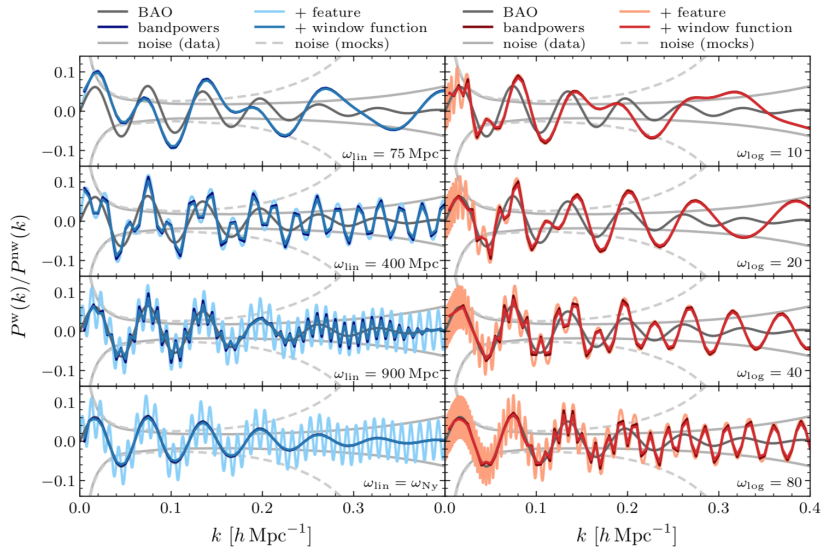 BAO + feature BAO + feature
bandpowers + window function bandpowers + window function
noise (data) noise (mocks) noise (data) noise (mocks)
0.1
0.0
−0.1
ω_lin = 75 Mpc ω_log = 10
0.1
0.0
−0.1
ω_lin = 400 Mpc ω_log = 20
0.1
0.0
−0.1
ω_lin = 900 Mpc ω_log = 40
0.1
0.0
−0.1
ω_lin = ω_Ny ω_log = 80
P^w(k)/P^nw(k)
0.0 0.1 0.2 0.3 0.0 0.1 0.2 0.3 0.4
k [h Mpc⁻¹] k [h Mpc⁻¹]